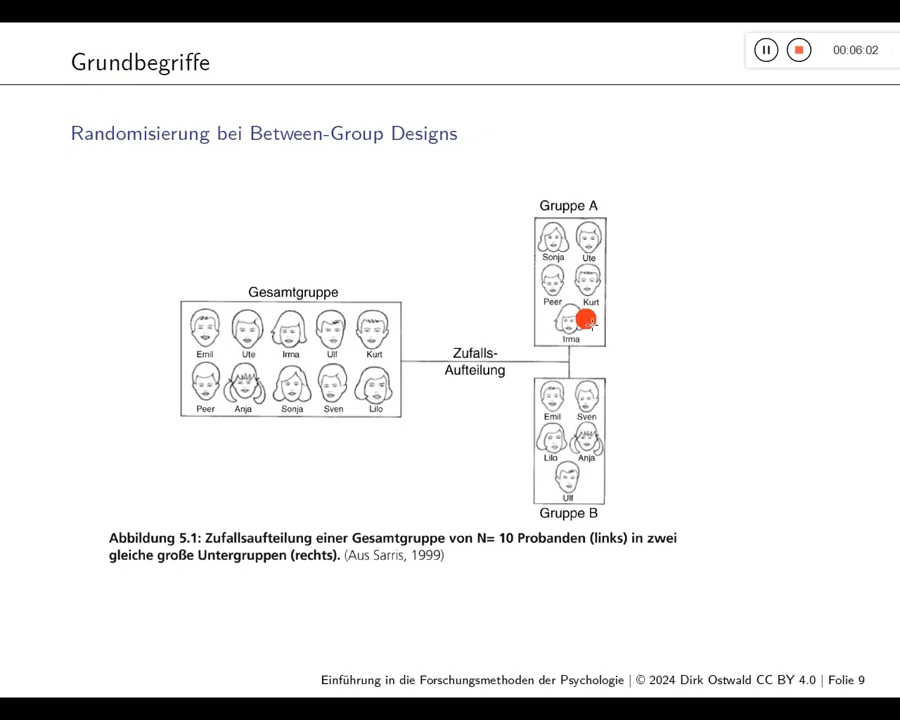 Grundbegriffe
00:06:02
Randomisierung bei Between-Group Designs
Gesamtgruppe
Emil Ute Irma Ulf Kurt
Peer Anja Sonja Sven Lilo
Zufalls-
Aufteilung
Gruppe A
Sonja Ute
Peer Kurt
Irma
Emil Sven
Lilo Anja
Ulf
Gruppe B
Abbildung 5.1: Zufallsaufteilung einer Gesamtgruppe von N= 10 Probanden (links) in zwei
gleiche große Untergruppen (rechts). (Aus Sarris, 1999)
Einführung in die Forschungsmethoden der Psychologie | © 2024 Dirk Ostwald CC BY 4.0 | Folie 9